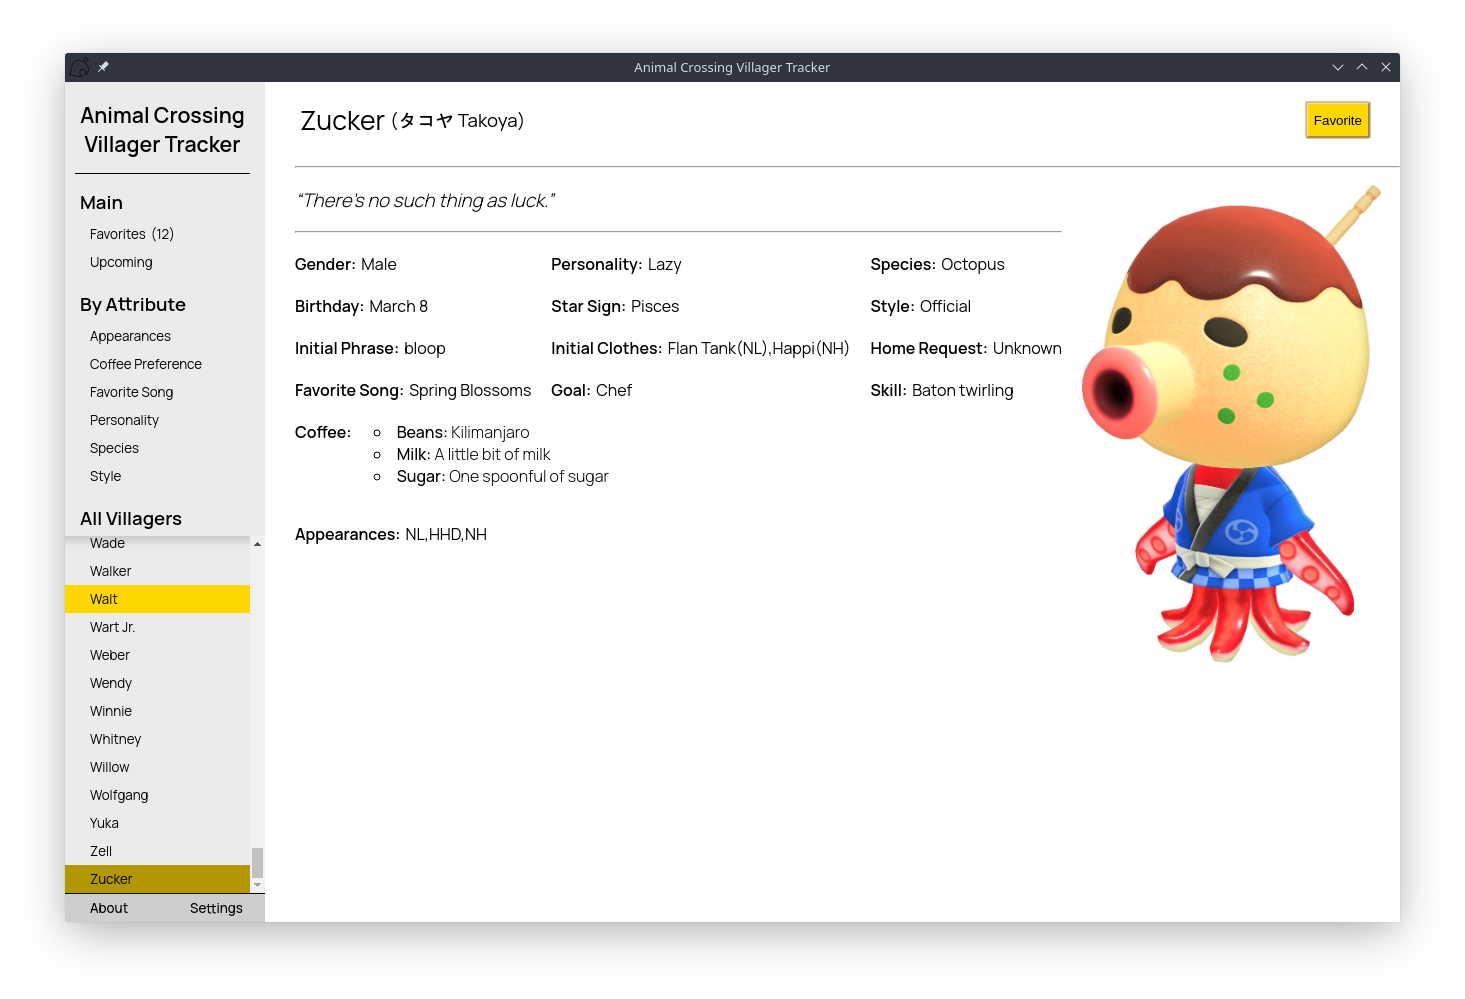 Animal Crossing Villager Tracker
Animal Crossing
Villager Tracker
Main
Favorites (12)
Upcoming
By Attribute
Appearances
Coffee Preference
Favorite Song
Personality
Species
Style
All Villagers
Wade
Walker
Walt
Wart Jr.
Weber
Wendy
Winnie
Whitney
Willow
Wolfgang
Yuka
Zell
Zucker
About Settings
Zucker (タコヤ Takoya)
Favorite
“There’s no such thing as luck.”
Gender: Male Personality: Lazy Species: Octopus
Birthday: March 8 Star Sign: Pisces Style: Official
Initial Phrase: bloop Initial Clothes: Flan Tank(NL),Happi(NH) Home Request: Unknown
Favorite Song: Spring Blossoms Goal: Chef Skill: Baton twirling
Coffee:
Beans: Kilimanjaro
Milk: A little bit of milk
Sugar: One spoonful of sugar
Appearances: NL,HHD,NH